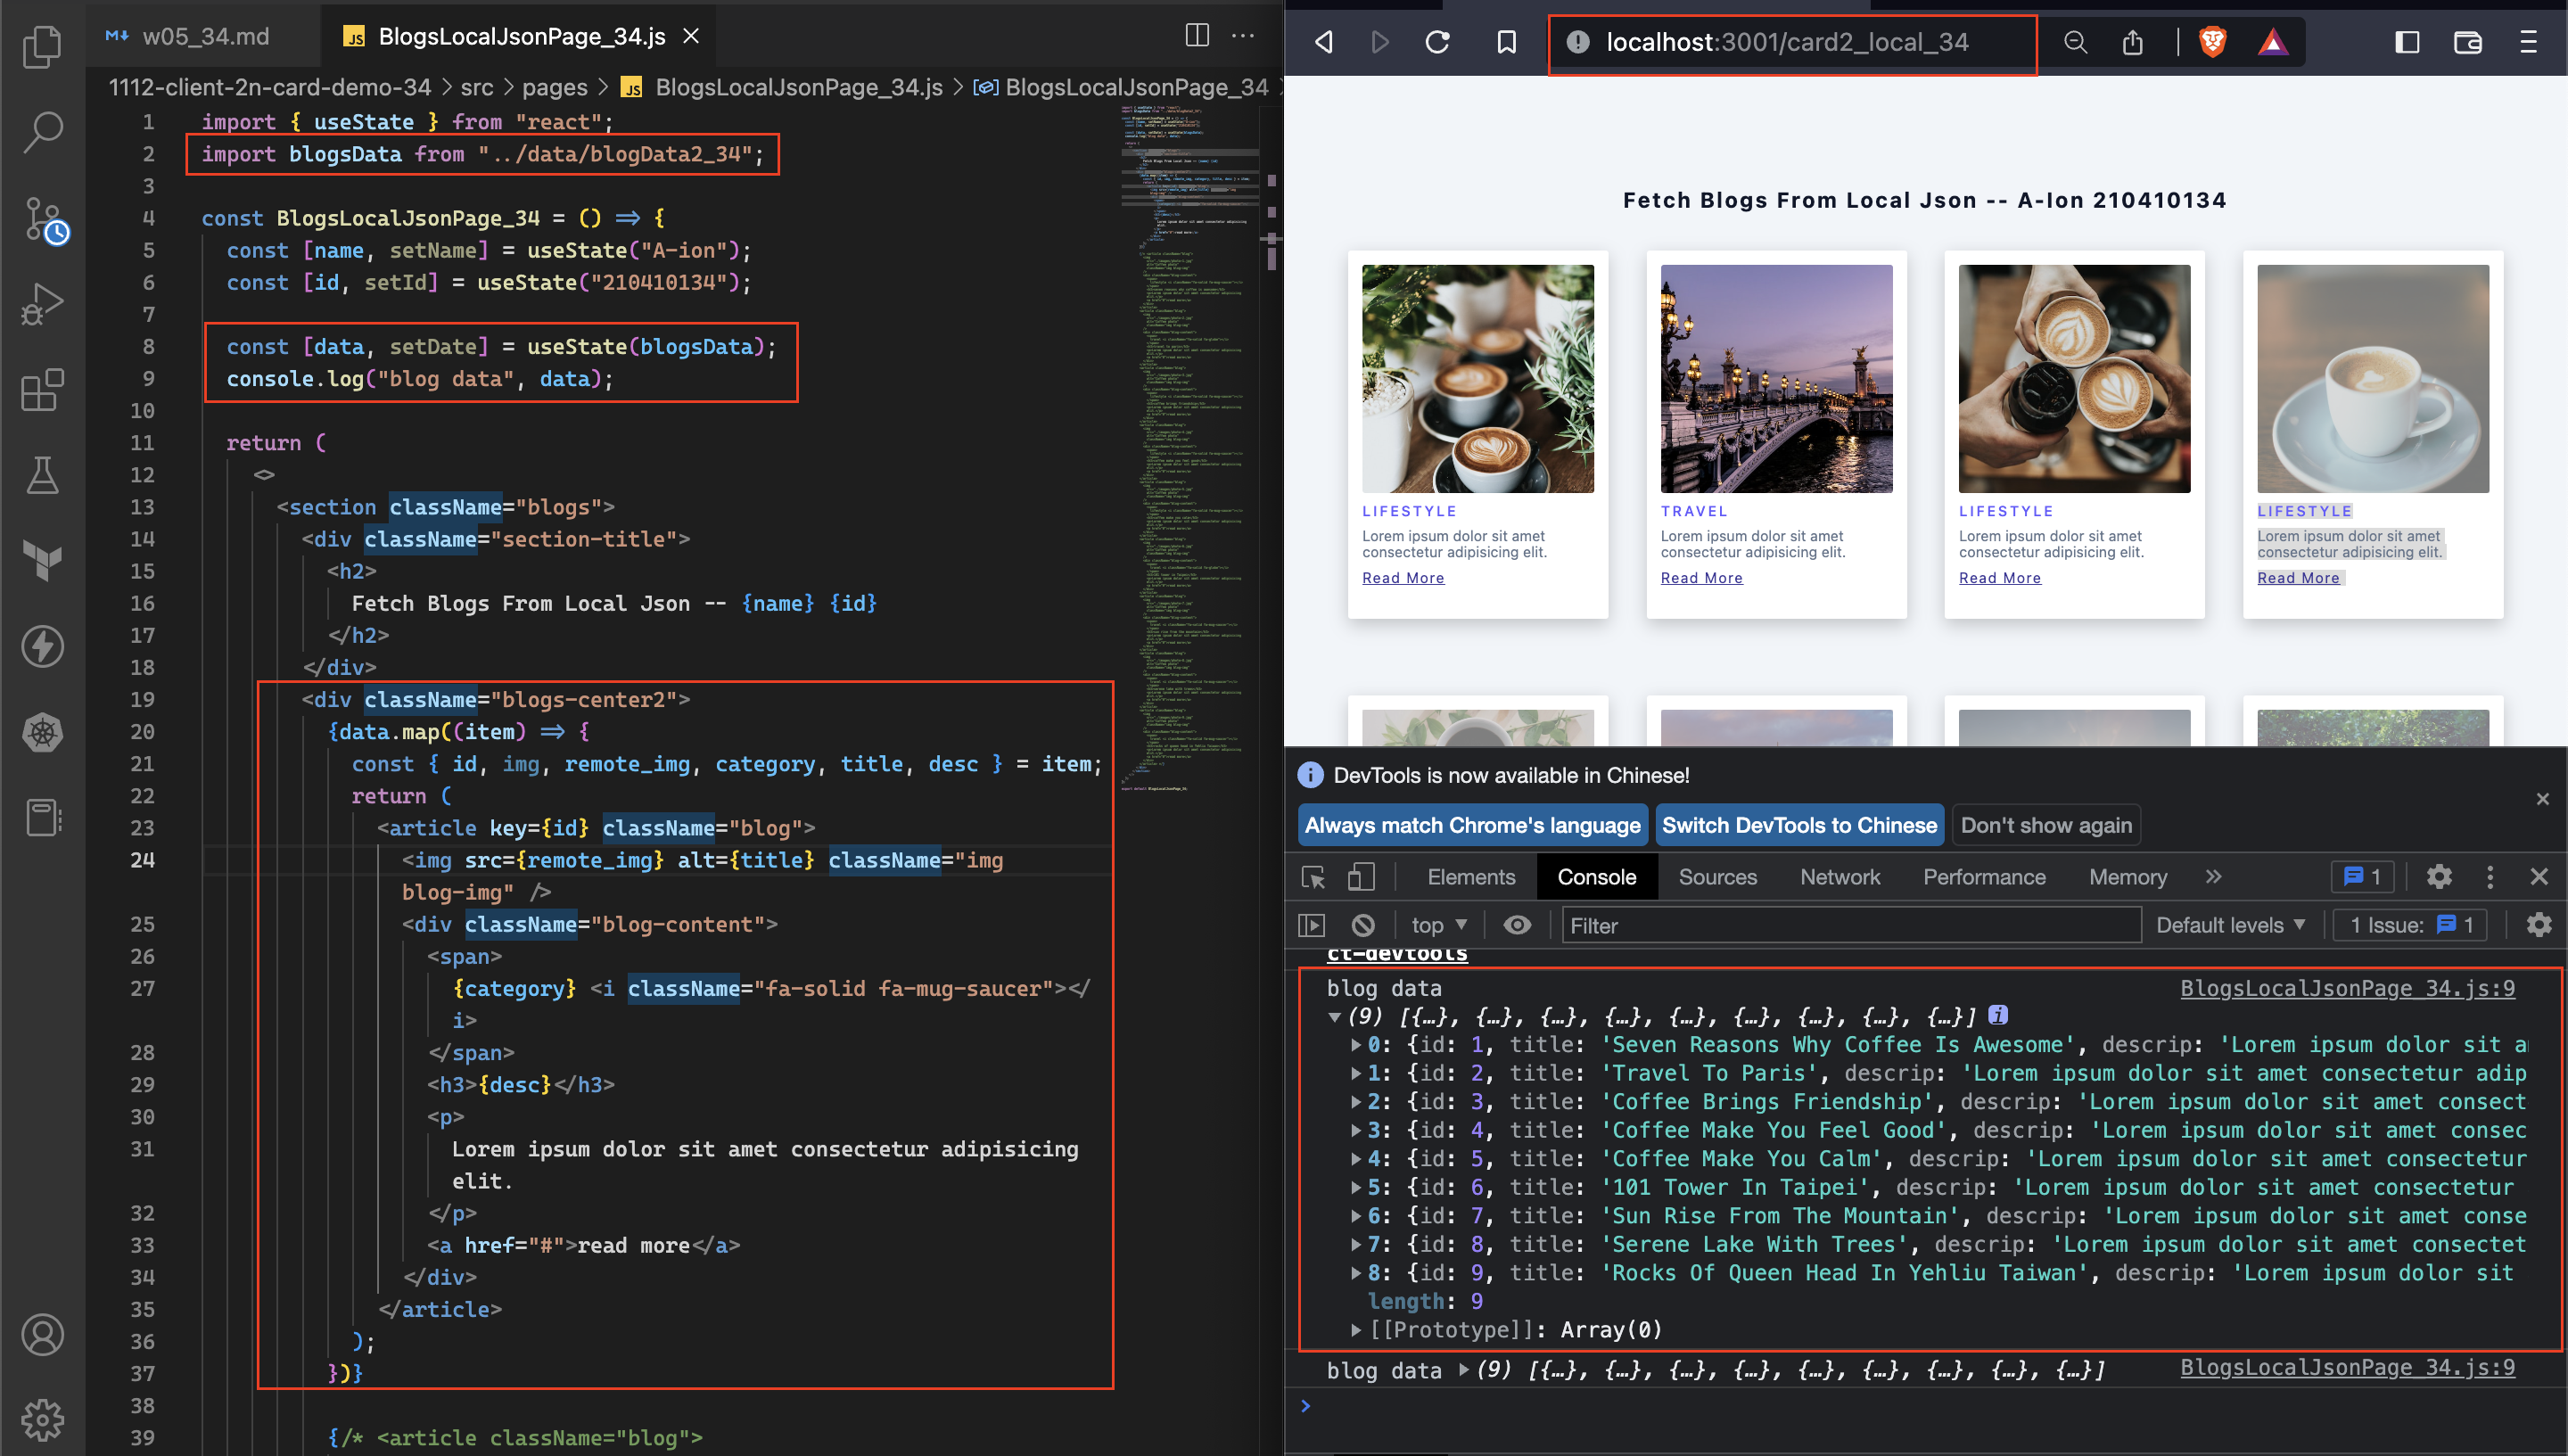 w05_34.md
JS BlogsLocalJsonPage_34.js
1112-client-2n-card-demo-34 > src > pages > JS BlogsLocalJsonPage_34.js > BlogsLocalJsonPage_34
1 import { useState } from "react";
2 import blogsData from "../data/blogData2_34";
3
4 const BlogsLocalJsonPage_34 = () => {
5 const [name, setName] = useState("A-ion");
6 const [id, setId] = useState("210410134");
7
8 const [data, setDate] = useState(blogsData);
9 console.log("blog data", data);
10
11 return (
12 <>
13 <section className="blogs">
14 <div className="section-title">
15 <h2>
16 Fetch Blogs From Local Json -- {name} {id}
17 </h2>
18 </div>
19 <div className="blogs-center2">
20 {data.map((item) => {
21 const { id, img, remote_img, category, title, desc } = item;
22 return (
23 <article key={id} className="blog">
24 <img src={remote_img} alt={title} className="img
blog-img" />
25 <div className="blog-content">
26 <span>
27 {category} <i className="fa-solid fa-mug-saucer"></
i>
28 </span>
29 <h3>{desc}</h3>
30 <p>
31 Lorem ipsum dolor sit amet consectetur adipisicing
elit.
32 </p>
33 <a href="#">read more</a>
34 </div>
35 </article>
36 );
37 })}
38
39 {/* <article className="blog">
localhost:3001/card2_local_34
Fetch Blogs From Local Json -- A-Ion 210410134
LIFESTYLE
Lorem ipsum dolor sit amet
consectetur adipisicing elit.
Read More
TRAVEL
Lorem ipsum dolor sit amet
consectetur adipisicing elit.
Read More
LIFESTYLE
Lorem ipsum dolor sit amet
consectetur adipisicing elit.
Read More
LIFESTYLE
Lorem ipsum dolor sit amet
consectetur adipisicing elit.
Read More
DevTools is now available in Chinese!
Always match Chrome's language Switch DevTools to Chinese Don't show again
Elements Console Sources Network Performance Memory » 1
top Filter Default levels 1 Issue: 1
ct-devtools
blog data BlogsLocalJsonPage_34.js:9
(9) [{…}, {…}, {…}, {…}, {…}, {…}, {…}, {…}, {…}] i
0: {id: 1, title: 'Seven Reasons Why Coffee Is Awesome', descrip: 'Lorem ipsum dolor sit a
1: {id: 2, title: 'Travel To Paris', descrip: 'Lorem ipsum dolor sit amet consectetur adip
2: {id: 3, title: 'Coffee Brings Friendship', descrip: 'Lorem ipsum dolor sit amet consect
3: {id: 4, title: 'Coffee Make You Feel Good', descrip: 'Lorem ipsum dolor sit amet consec
4: {id: 5, title: 'Coffee Make You Calm', descrip: 'Lorem ipsum dolor sit amet consectetur
5: {id: 6, title: '101 Tower In Taipei', descrip: 'Lorem ipsum dolor sit amet consectetur
6: {id: 7, title: 'Sun Rise From The Mountain', descrip: 'Lorem ipsum dolor sit amet conse
7: {id: 8, title: 'Serene Lake With Trees', descrip: 'Lorem ipsum dolor sit amet consectet
8: {id: 9, title: 'Rocks Of Queen Head In Yehliu Taiwan', descrip: 'Lorem ipsum dolor sit
length: 9
[[Prototype]]: Array(0)
blog data (9) [{…}, {…}, {…}, {…}, {…}, {…}, {…}, {…}, {…}] BlogsLocalJsonPage_34.js:9